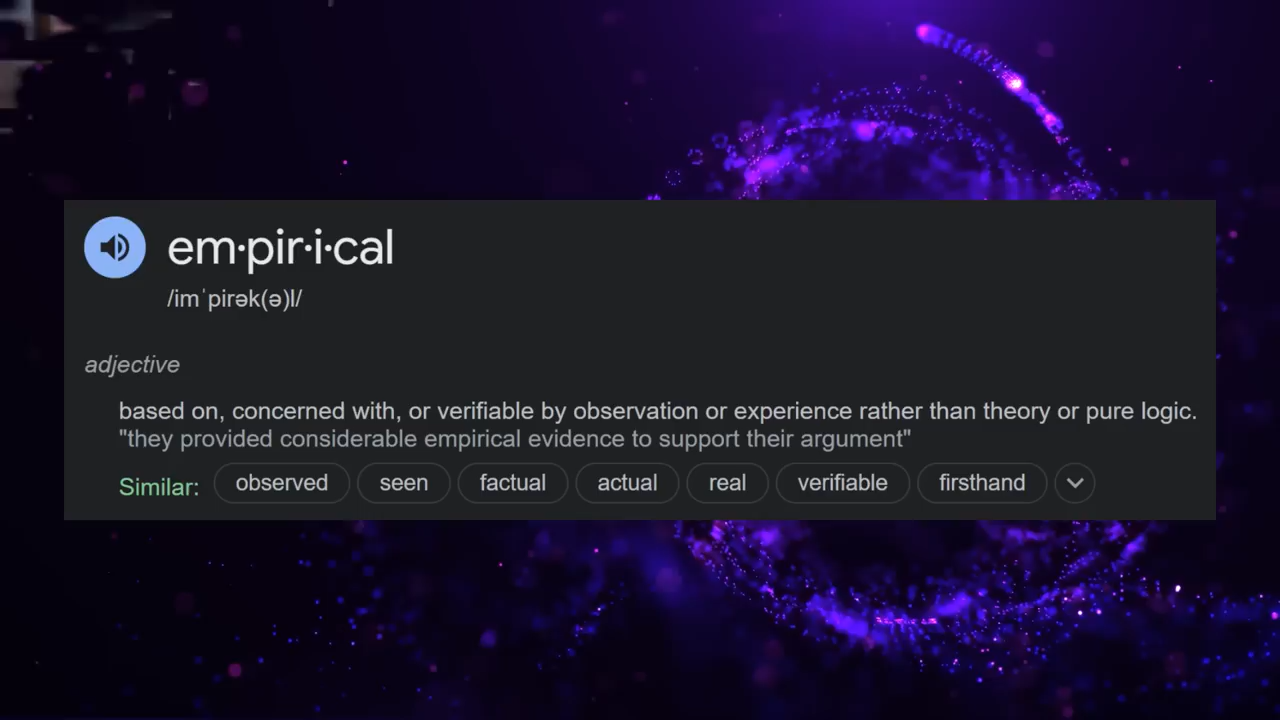 em·pir·i·cal
/imˈpirək(ə)l/
adjective
based on, concerned with, or verifiable by observation or experience rather than theory or pure logic.
"they provided considerable empirical evidence to support their argument"
Similar: observed seen factual actual real verifiable firsthand